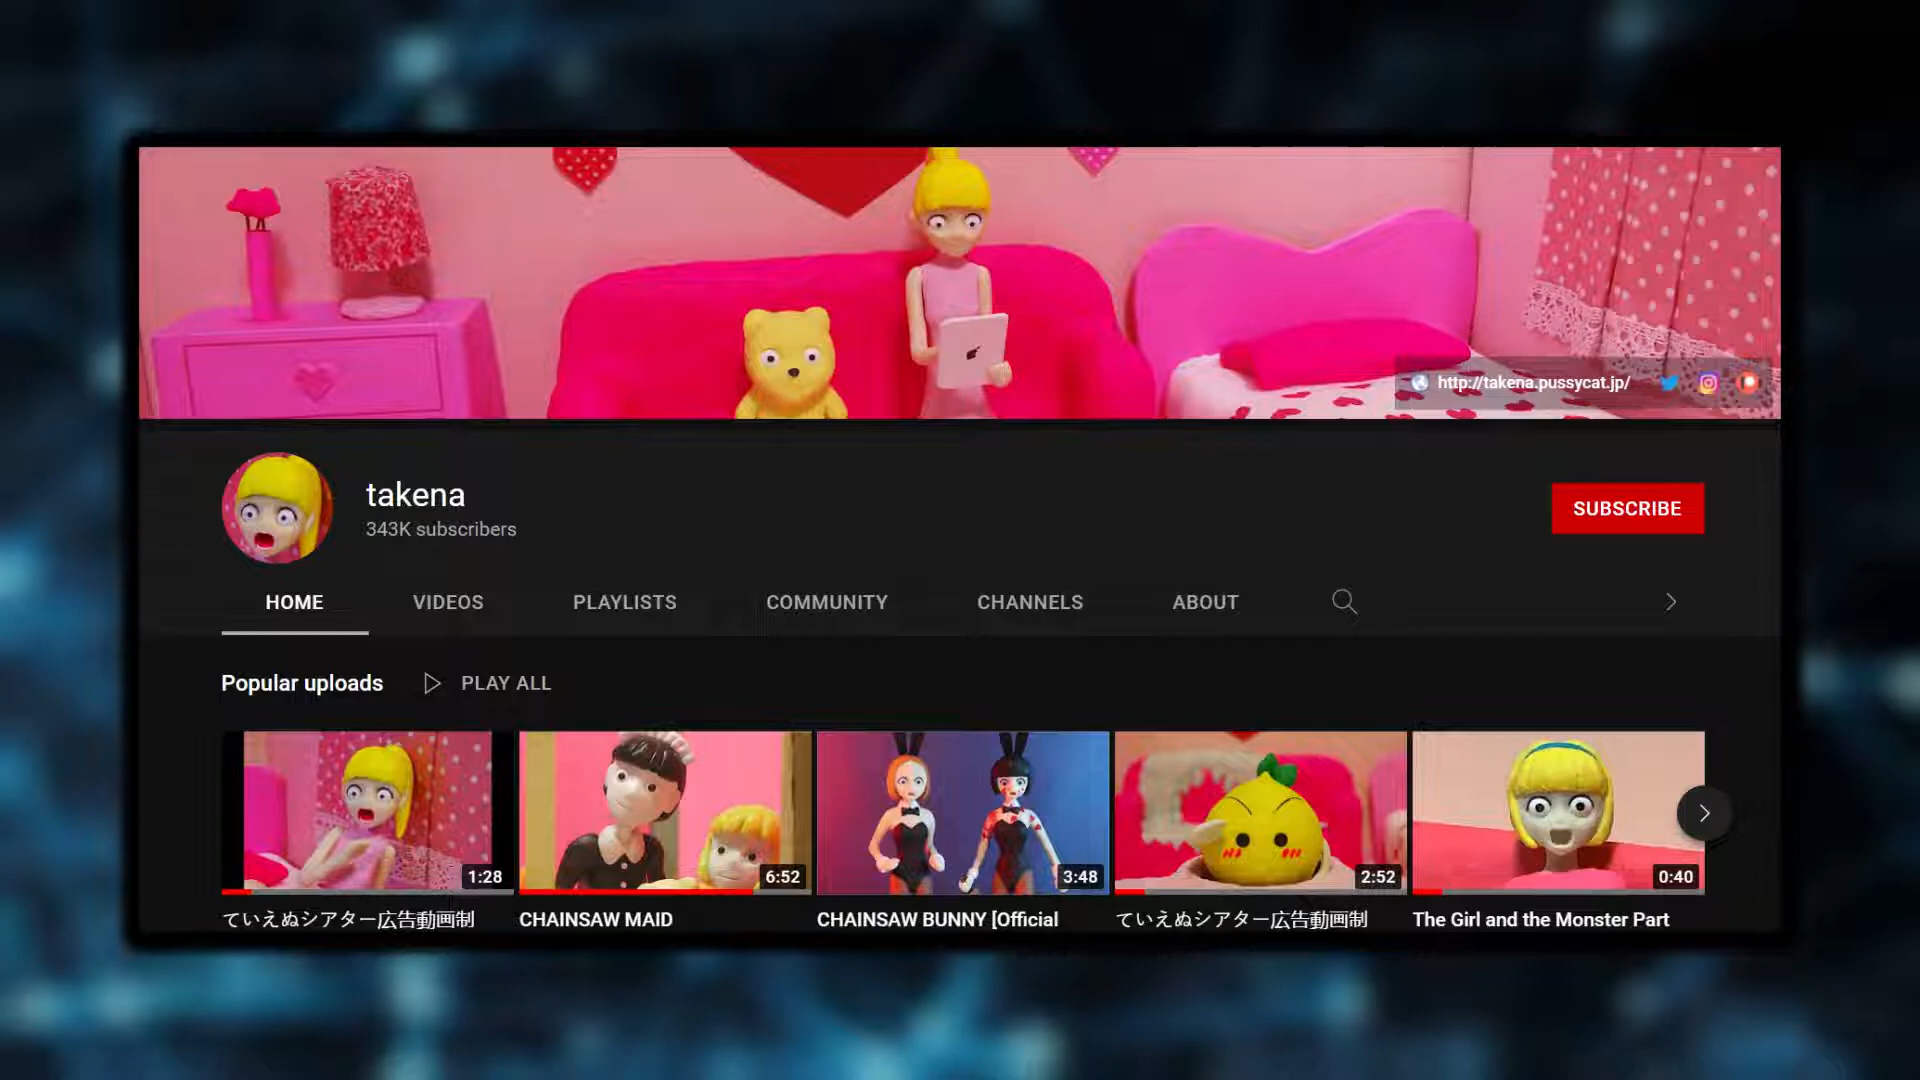 http://takena.pussycat.jp/
takena
343K subscribers
SUBSCRIBE
HOME VIDEOS PLAYLISTS COMMUNITY CHANNELS ABOUT
Popular uploads PLAY ALL
1:28 6:52 3:48 2:52 0:40
ていえぬシアター広告動画制 CHAINSAW MAID CHAINSAW BUNNY [Official ていえぬシアター広告動画制 The Girl and the Monster Part